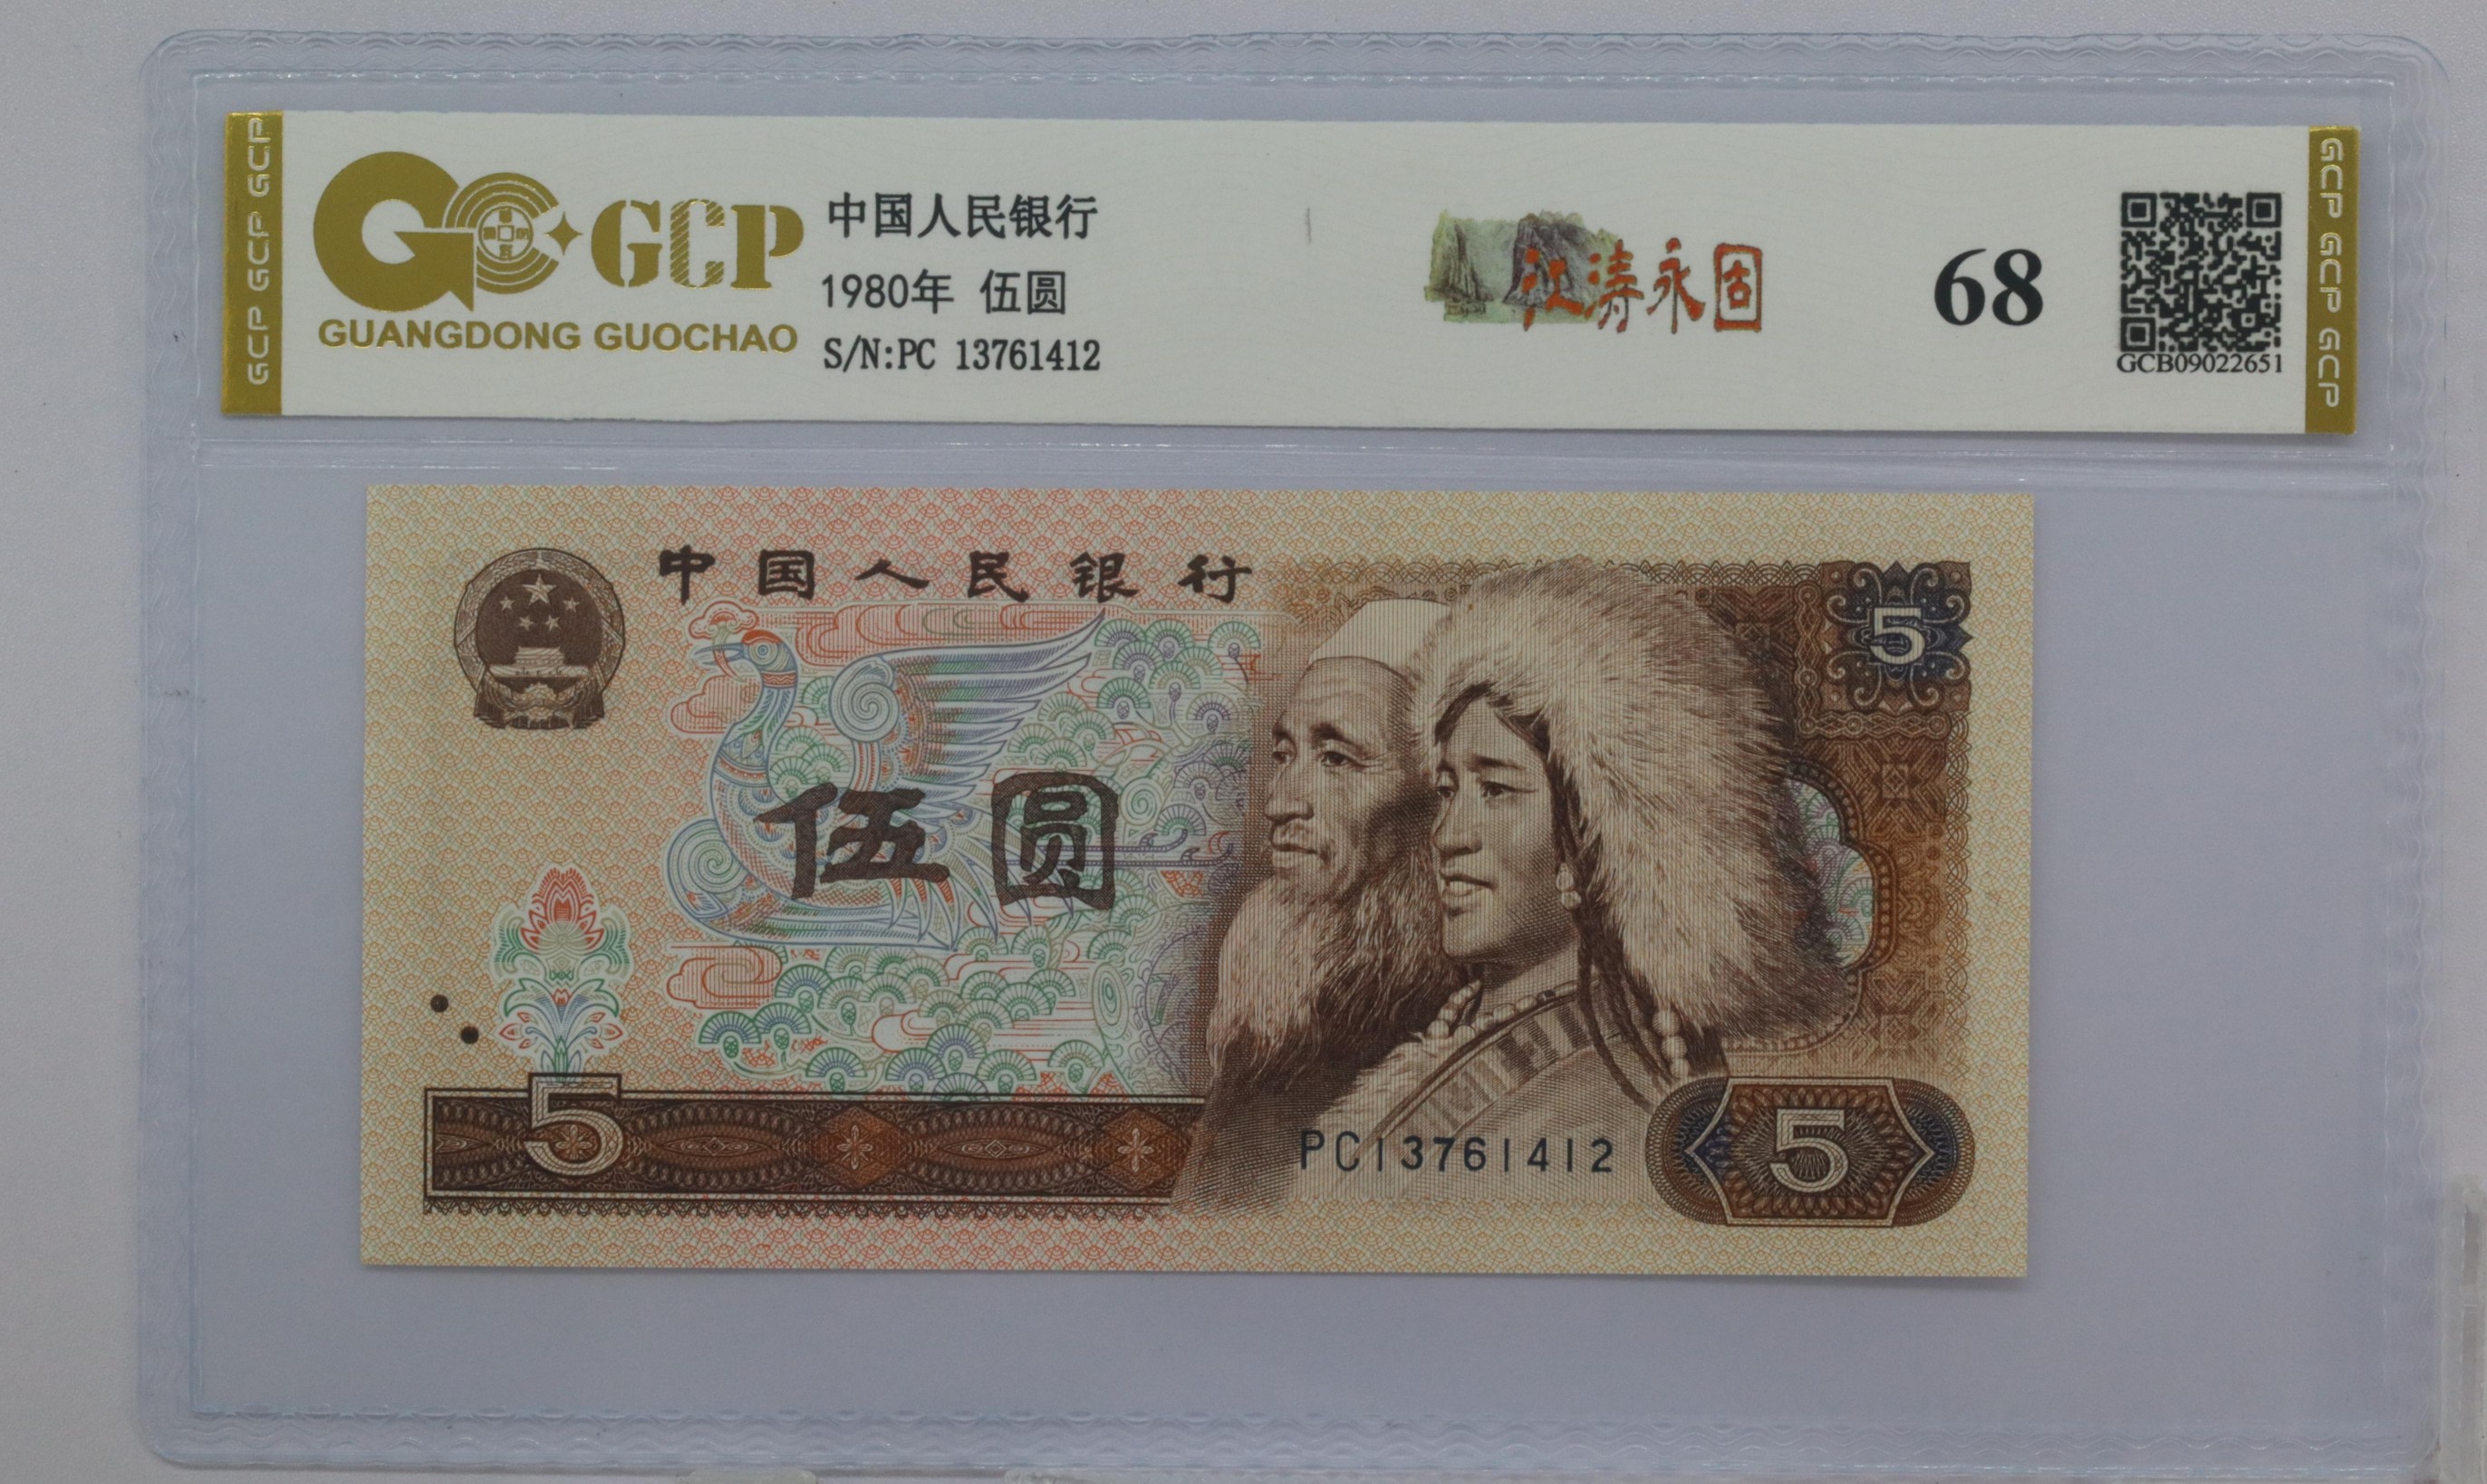 GCP GCP GCP GCP
GCP
GUANGDONG GUOCHAO
中国人民银行
1980年 伍圆
S/N:PC 13761412
江涛永固
68
GCB09022651
GCP GCP GCP GCP
中国人民银行
5
伍圆
5
PC13761412
5